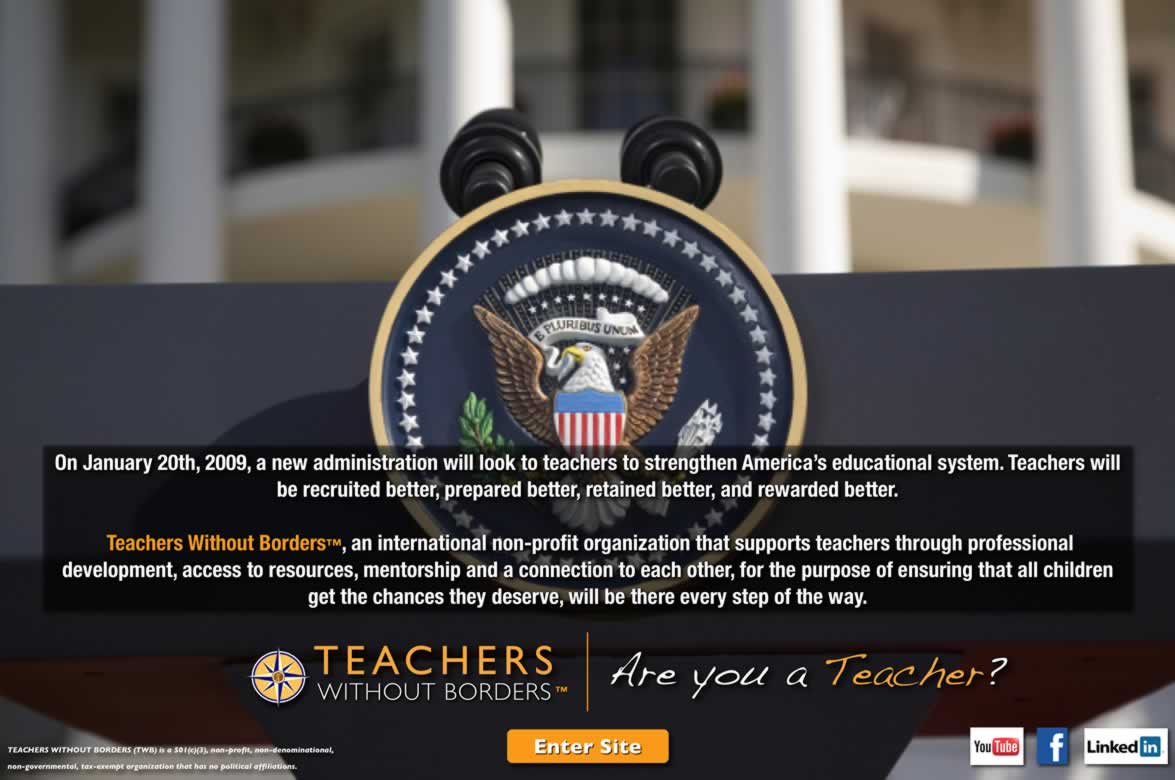 E PLURIBUS UNUM
On January 20th, 2009, a new administration will look to teachers to strengthen America's educational system. Teachers will
be recruited better, prepared better, retained better, and rewarded better.
Teachers Without Borders™, an international non-profit organization that supports teachers through professional
development, access to resources, mentorship and a connection to each other, for the purpose of ensuring that all children
get the chances they deserve, will be there every step of the way.
TEACHERS
WITHOUT BORDERS™
Are you a Teacher?
Enter Site
TEACHERS WITHOUT BORDERS (TWB) is a 501(c)(3), non-profit, non-denominational,
non-governmental, tax-exempt organization that has no political affiliations.
YouTube
f
Linked in